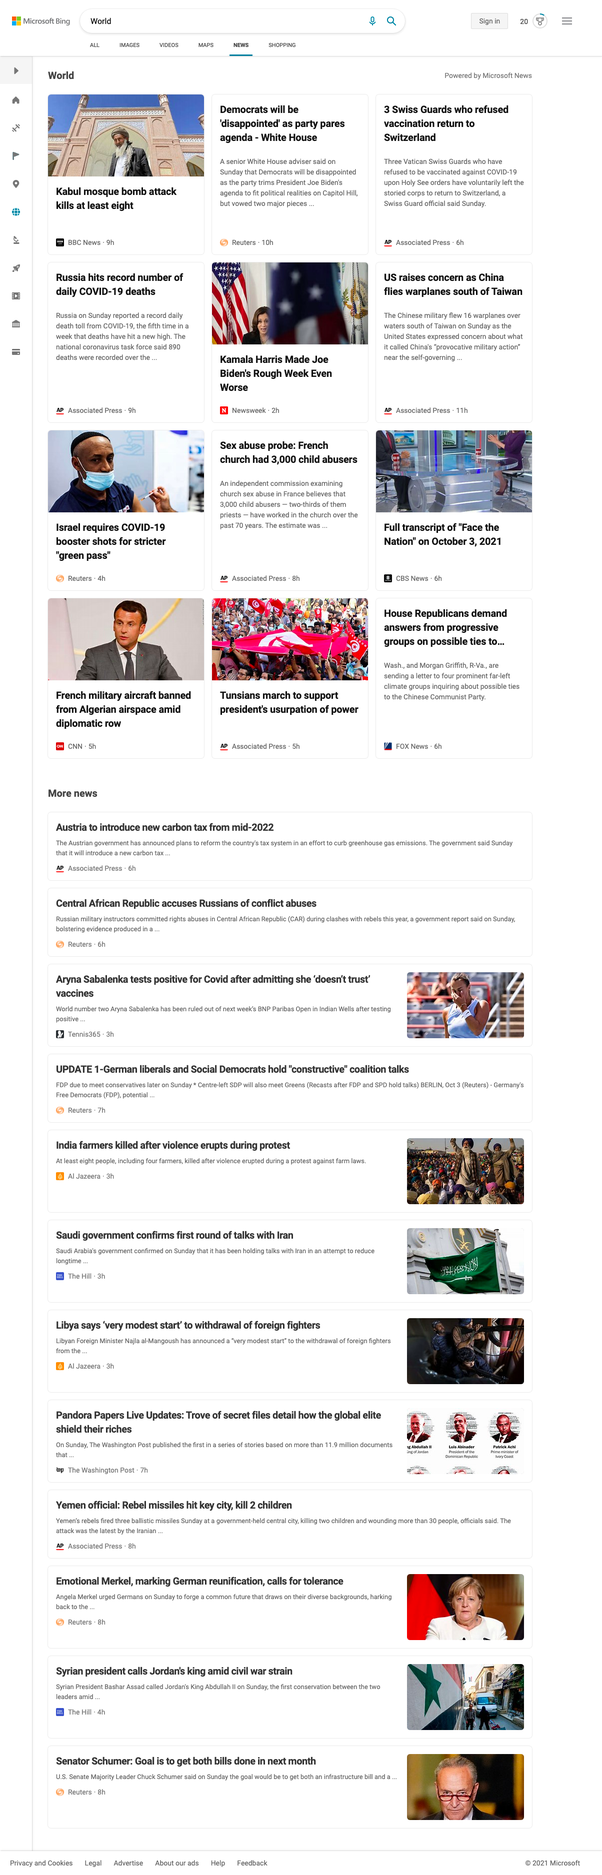 Microsoft Bing
World
Sign in
20
ALL
IMAGES
VIDEOS
MAPS
NEWS
SHOPPING
World
Powered by Microsoft News
Kabul mosque bomb attack
kills at least eight
BBC News · 9h
Democrats will be
'disappointed' as party pares
agenda - White House
A senior White House adviser said on
Sunday that Democrats will be disappointed
as the party trims President Joe Biden's
agenda to fit political realities on Capitol Hill,
but vowed two major pieces ...
Reuters · 10h
3 Swiss Guards who refused
vaccination return to
Switzerland
Three Vatican Swiss Guards who have
refused to be vaccinated against COVID-19
upon Holy See orders have voluntarily left the
storied corps to return to Switzerland, a
Swiss Guard official said Sunday.
AP Associated Press · 6h
Russia hits record number of
daily COVID-19 deaths
Russia on Sunday reported a record daily
death toll from COVID-19, the fifth time in a
week that deaths have hit a new high. The
national coronavirus task force said 890
deaths were recorded over the ...
AP Associated Press · 9h
Kamala Harris Made Joe
Biden's Rough Week Even
Worse
N Newsweek · 2h
US raises concern as China
flies warplanes south of Taiwan
The Chinese military flew 16 warplanes over
waters south of Taiwan on Sunday as the
United States expressed concern about what
it called China's "provocative military action"
near the self-governing ...
AP Associated Press · 11h
Israel requires COVID-19
booster shots for stricter
"green pass"
Reuters · 4h
Sex abuse probe: French
church had 3,000 child abusers
An independent commission examining
church sex abuse in France believes that
3,000 child abusers — two-thirds of them
priests — have worked in the church over the
past 70 years. The estimate was ...
AP Associated Press · 8h
Full transcript of "Face the
Nation" on October 3, 2021
CBS News · 6h
French military aircraft banned
from Algerian airspace amid
diplomatic row
CNN · 5h
Tunsians march to support
president's usurpation of power
AP Associated Press · 5h
House Republicans demand
answers from progressive
groups on possible ties to...
Wash., and Morgan Griffith, R-Va., are
sending a letter to four prominent far-left
climate groups inquiring about possible ties
to the Chinese Communist Party.
FOX News · 6h
More news
Austria to introduce new carbon tax from mid-2022
The Austrian government has announced plans to reform the country's tax system in an effort to curb greenhouse gas emissions. The government said Sunday
that it will introduce a new carbon tax ...
AP Associated Press · 6h
Central African Republic accuses Russians of conflict abuses
Russian military instructors committed rights abuses in Central African Republic (CAR) during clashes with rebels this year, a government report said on Sunday,
bolstering evidence produced in a ...
Reuters · 6h
Aryna Sabalenka tests positive for Covid after admitting she 'doesn't trust'
vaccines
World number two Aryna Sabalenka has been ruled out of next week's BNP Paribas Open in Indian Wells after testing
positive ...
Tennis365 · 3h
UPDATE 1-German liberals and Social Democrats hold "constructive" coalition talks
FDP due to meet conservatives later on Sunday * Centre-left SDP will also meet Greens (Recasts after FDP and SPD hold talks) BERLIN, Oct 3 (Reuters) - Germany's
Free Democrats (FDP), potential ...
Reuters · 7h
India farmers killed after violence erupts during protest
At least eight people, including four farmers, killed after violence erupted during a protest against farm laws.
Al Jazeera · 3h
Saudi government confirms first round of talks with Iran
Saudi Arabia's government confirmed on Sunday that it has been holding talks with Iran in an attempt to reduce
longtime ...
The Hill · 3h
Libya says 'very modest start' to withdrawal of foreign fighters
Libyan Foreign Minister Najla al-Mangoush has announced a "very modest start" to the withdrawal of foreign fighters
from the ...
Al Jazeera · 3h
Pandora Papers Live Updates: Trove of secret files detail how the global elite
shield their riches
On Sunday, The Washington Post published the first in a series of stories based on more than 11.9 million documents
that ...
wp The Washington Post · 7h
g Abdullah II
ng of Jordan
Luis Abinader
President of the
Dominican Republic
Patrick Achi
Prime minister of
Ivory Coast
Yemen official: Rebel missiles hit key city, kill 2 children
Yemen's rebels fired three ballistic missiles Sunday at a government-held central city, killing two children and wounding more than 30 people, officials said. The
attack was the latest by the Iranian ...
AP Associated Press · 8h
Emotional Merkel, marking German reunification, calls for tolerance
Angela Merkel urged Germans on Sunday to forge a common future that draws on their diverse backgrounds, harking
back to the ...
Reuters · 8h
Syrian president calls Jordan's king amid civil war strain
Syrian President Bashar Assad called Jordan's King Abdullah II on Sunday, the first conservation between the two
leaders amid ...
The Hill · 4h
Senator Schumer: Goal is to get both bills done in next month
U.S. Senate Majority Leader Chuck Schumer said on Sunday the goal would be to get both an infrastructure bill and a ...
Reuters · 8h
Privacy and Cookies
Legal
Advertise
About our ads
Help
Feedback
© 2021 Microsoft